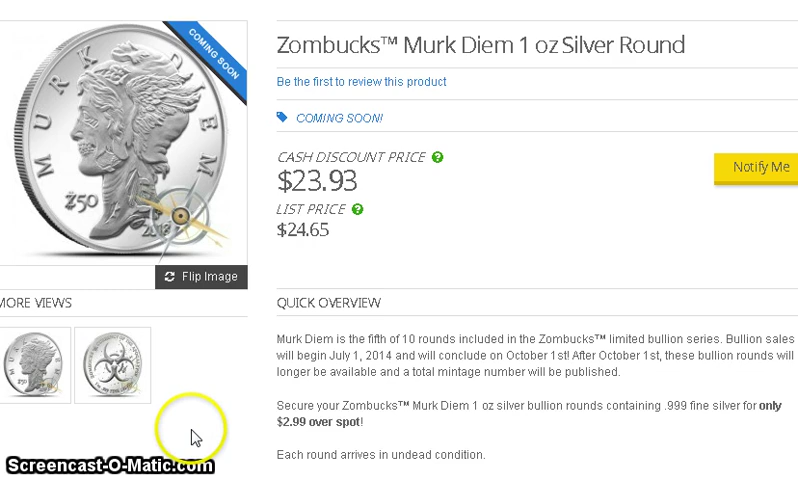 COMING SOON
MURK DIEM
Z50
Flip Image
MORE VIEWS
Zombucks™ Murk Diem 1 oz Silver Round
Be the first to review this product
COMING SOON!
CASH DISCOUNT PRICE ?
$23.93
LIST PRICE ?
$24.65
Notify Me
QUICK OVERVIEW
Murk Diem is the fifth of 10 rounds included in the Zombucks™ limited bullion series. Bullion sales
will begin July 1, 2014 and will conclude on October 1st! After October 1st, these bullion rounds will
longer be available and a total mintage number will be published.
Secure your Zombucks™ Murk Diem 1 oz silver bullion rounds containing .999 fine silver for only
$2.99 over spot!
Each round arrives in undead condition.
Screencast-O-Matic.com